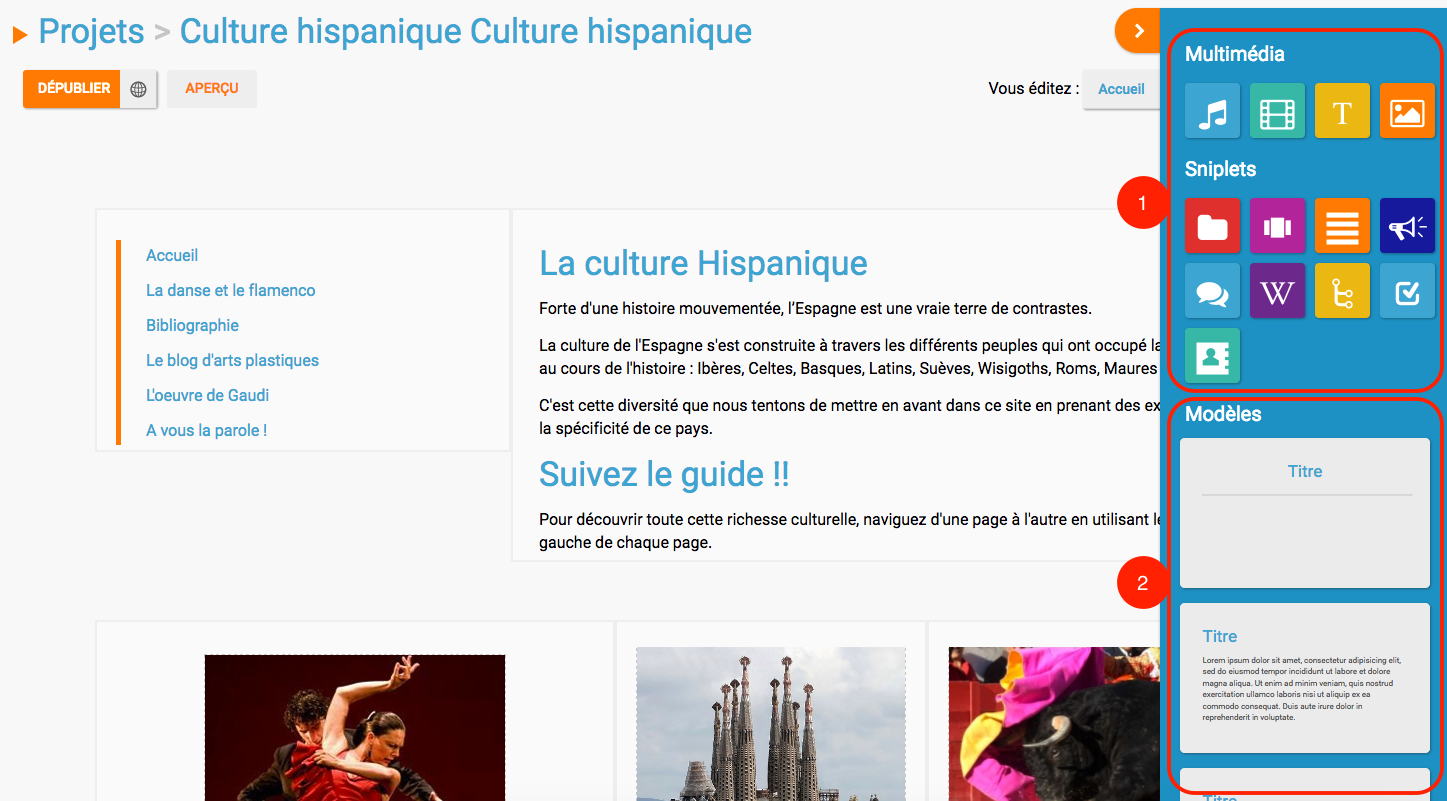 Projets > Culture hispanique Culture hispanique
DÉPUBLIER
APERÇU
Vous éditez :
Accueil
Accueil
La danse et le flamenco
Bibliographie
Le blog d'arts plastiques
L'oeuvre de Gaudi
A vous la parole !
La culture Hispanique
Forte d'une histoire mouvementée, l’Espagne est une vraie terre de contrastes.
La culture de l'Espagne s'est construite à travers les différents peuples qui ont occupé
au cours de l'histoire : Ibères, Celtes, Basques, Latins, Suèves, Wisigoths, Roms, Maures
C'est cette diversité que nous tentons de mettre en avant dans ce site en prenant des
la spécificité de ce pays.
Suivez le guide !!
Pour découvrir toute cette richesse culturelle, naviguez d'une page à l'autre en utilisant
gauche de chaque page.
Multimédia
T
Sniplets
1
W
2
Modèles
Titre
Titre
Lorem ipsum dolor sit amet, consectetur adipisicing elit,
sed do eiusmod tempor incididunt ut labore et dolore
magna aliqua. Ut enim ad minim veniam, quis nostrud
exercitation ullamco laboris nisi ut aliquip ex ea
commodo consequat. Duis aute irure dolor in
reprehenderit in voluptate.
Titre